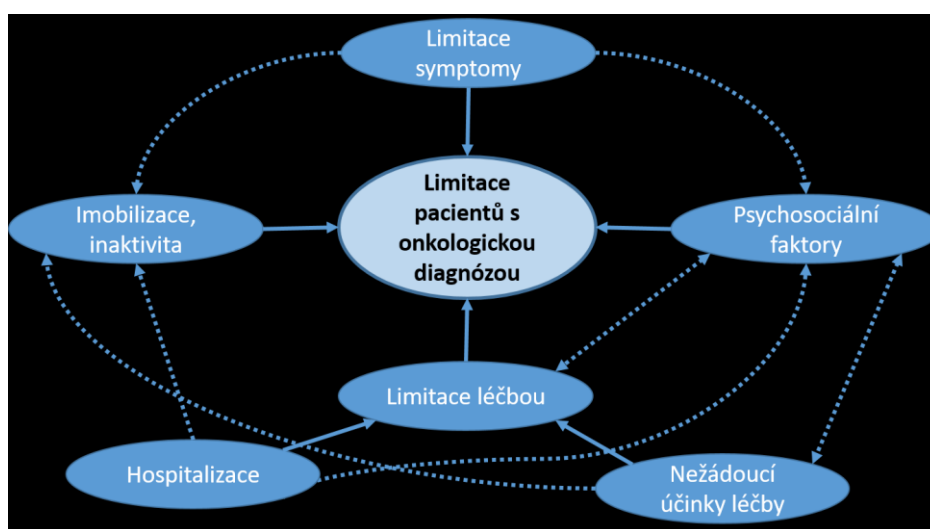 Limitace
symptomy
Limitace
pacientů s
onkologickou
diagnózou
Imobilizace,
inaktivita
Psychosociální
faktory
Limitace léčbou
Hospitalizace
Nežádoucí
účinky léčby